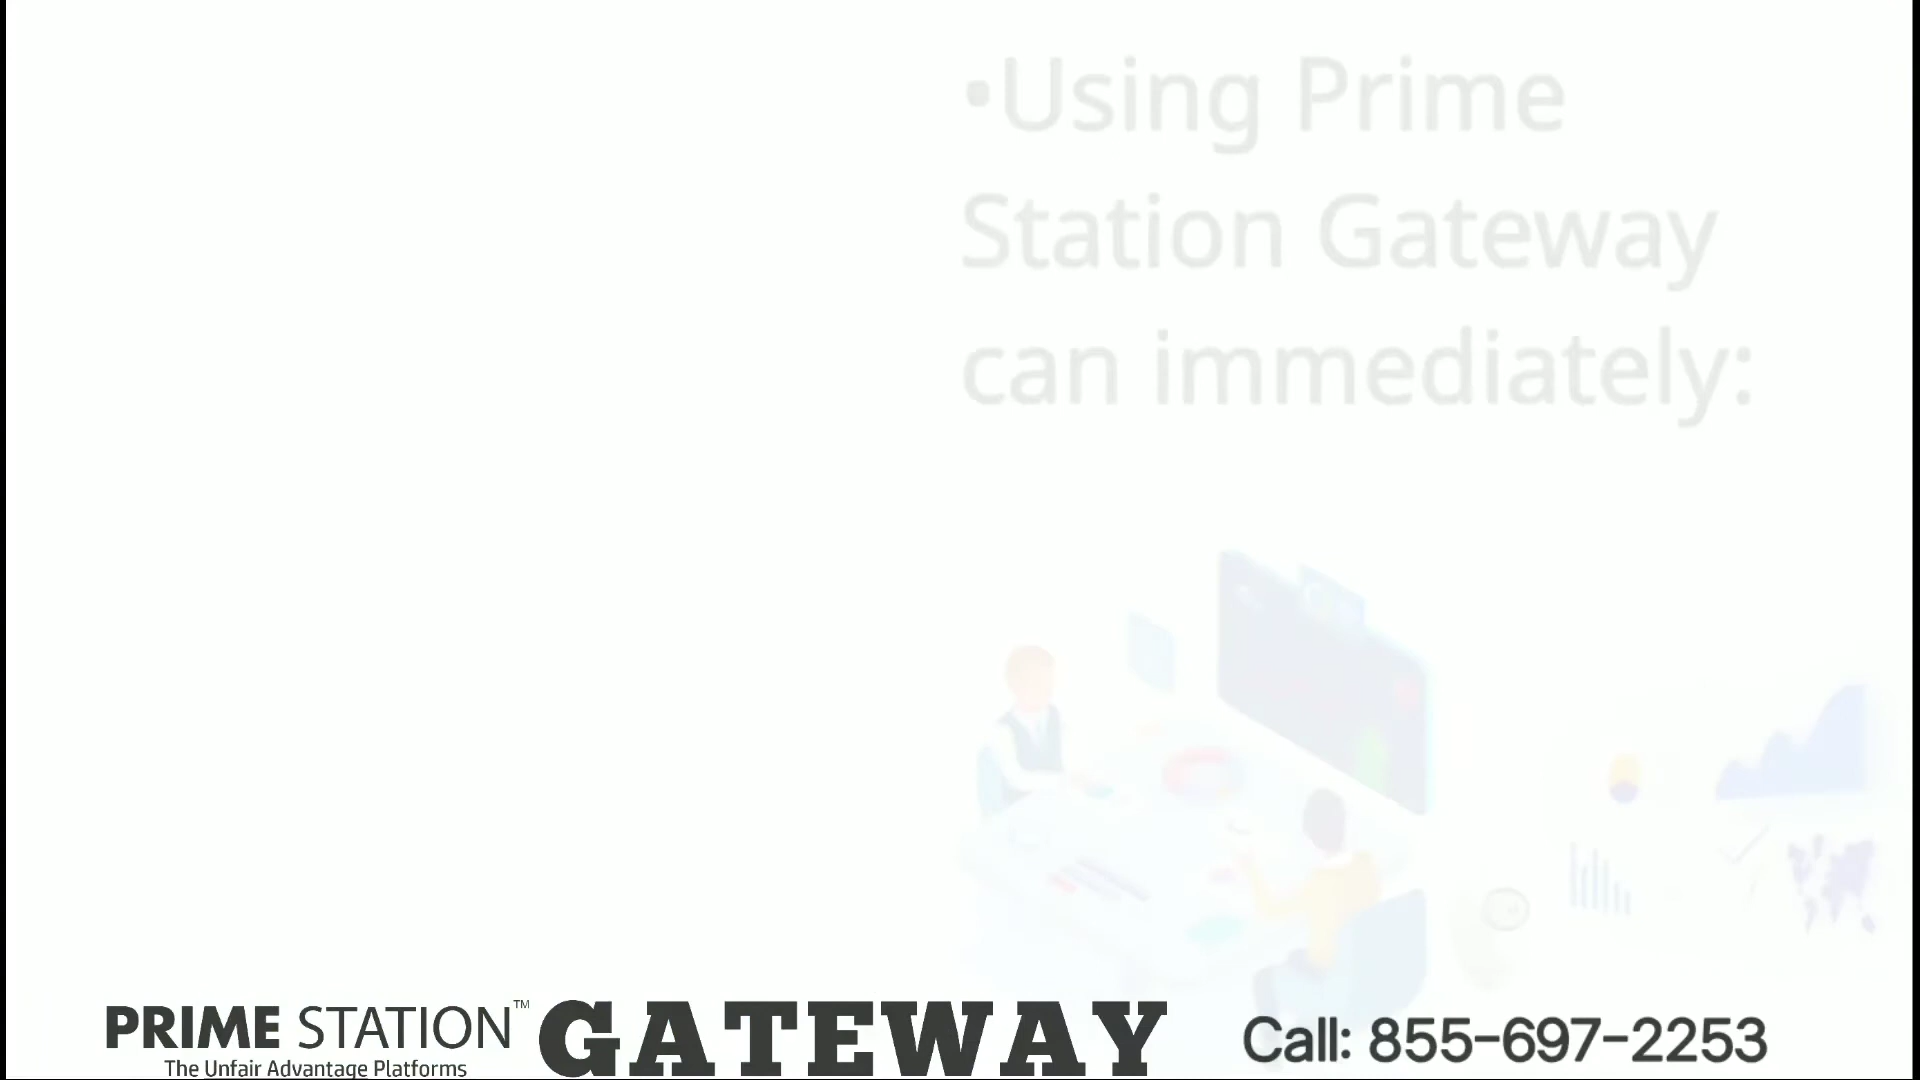 •Using Prime
Station Gateway
can immediately:
PRIME STATION™ GATEWAY
The Unfair Advantage Platforms
Call: 855-697-2253